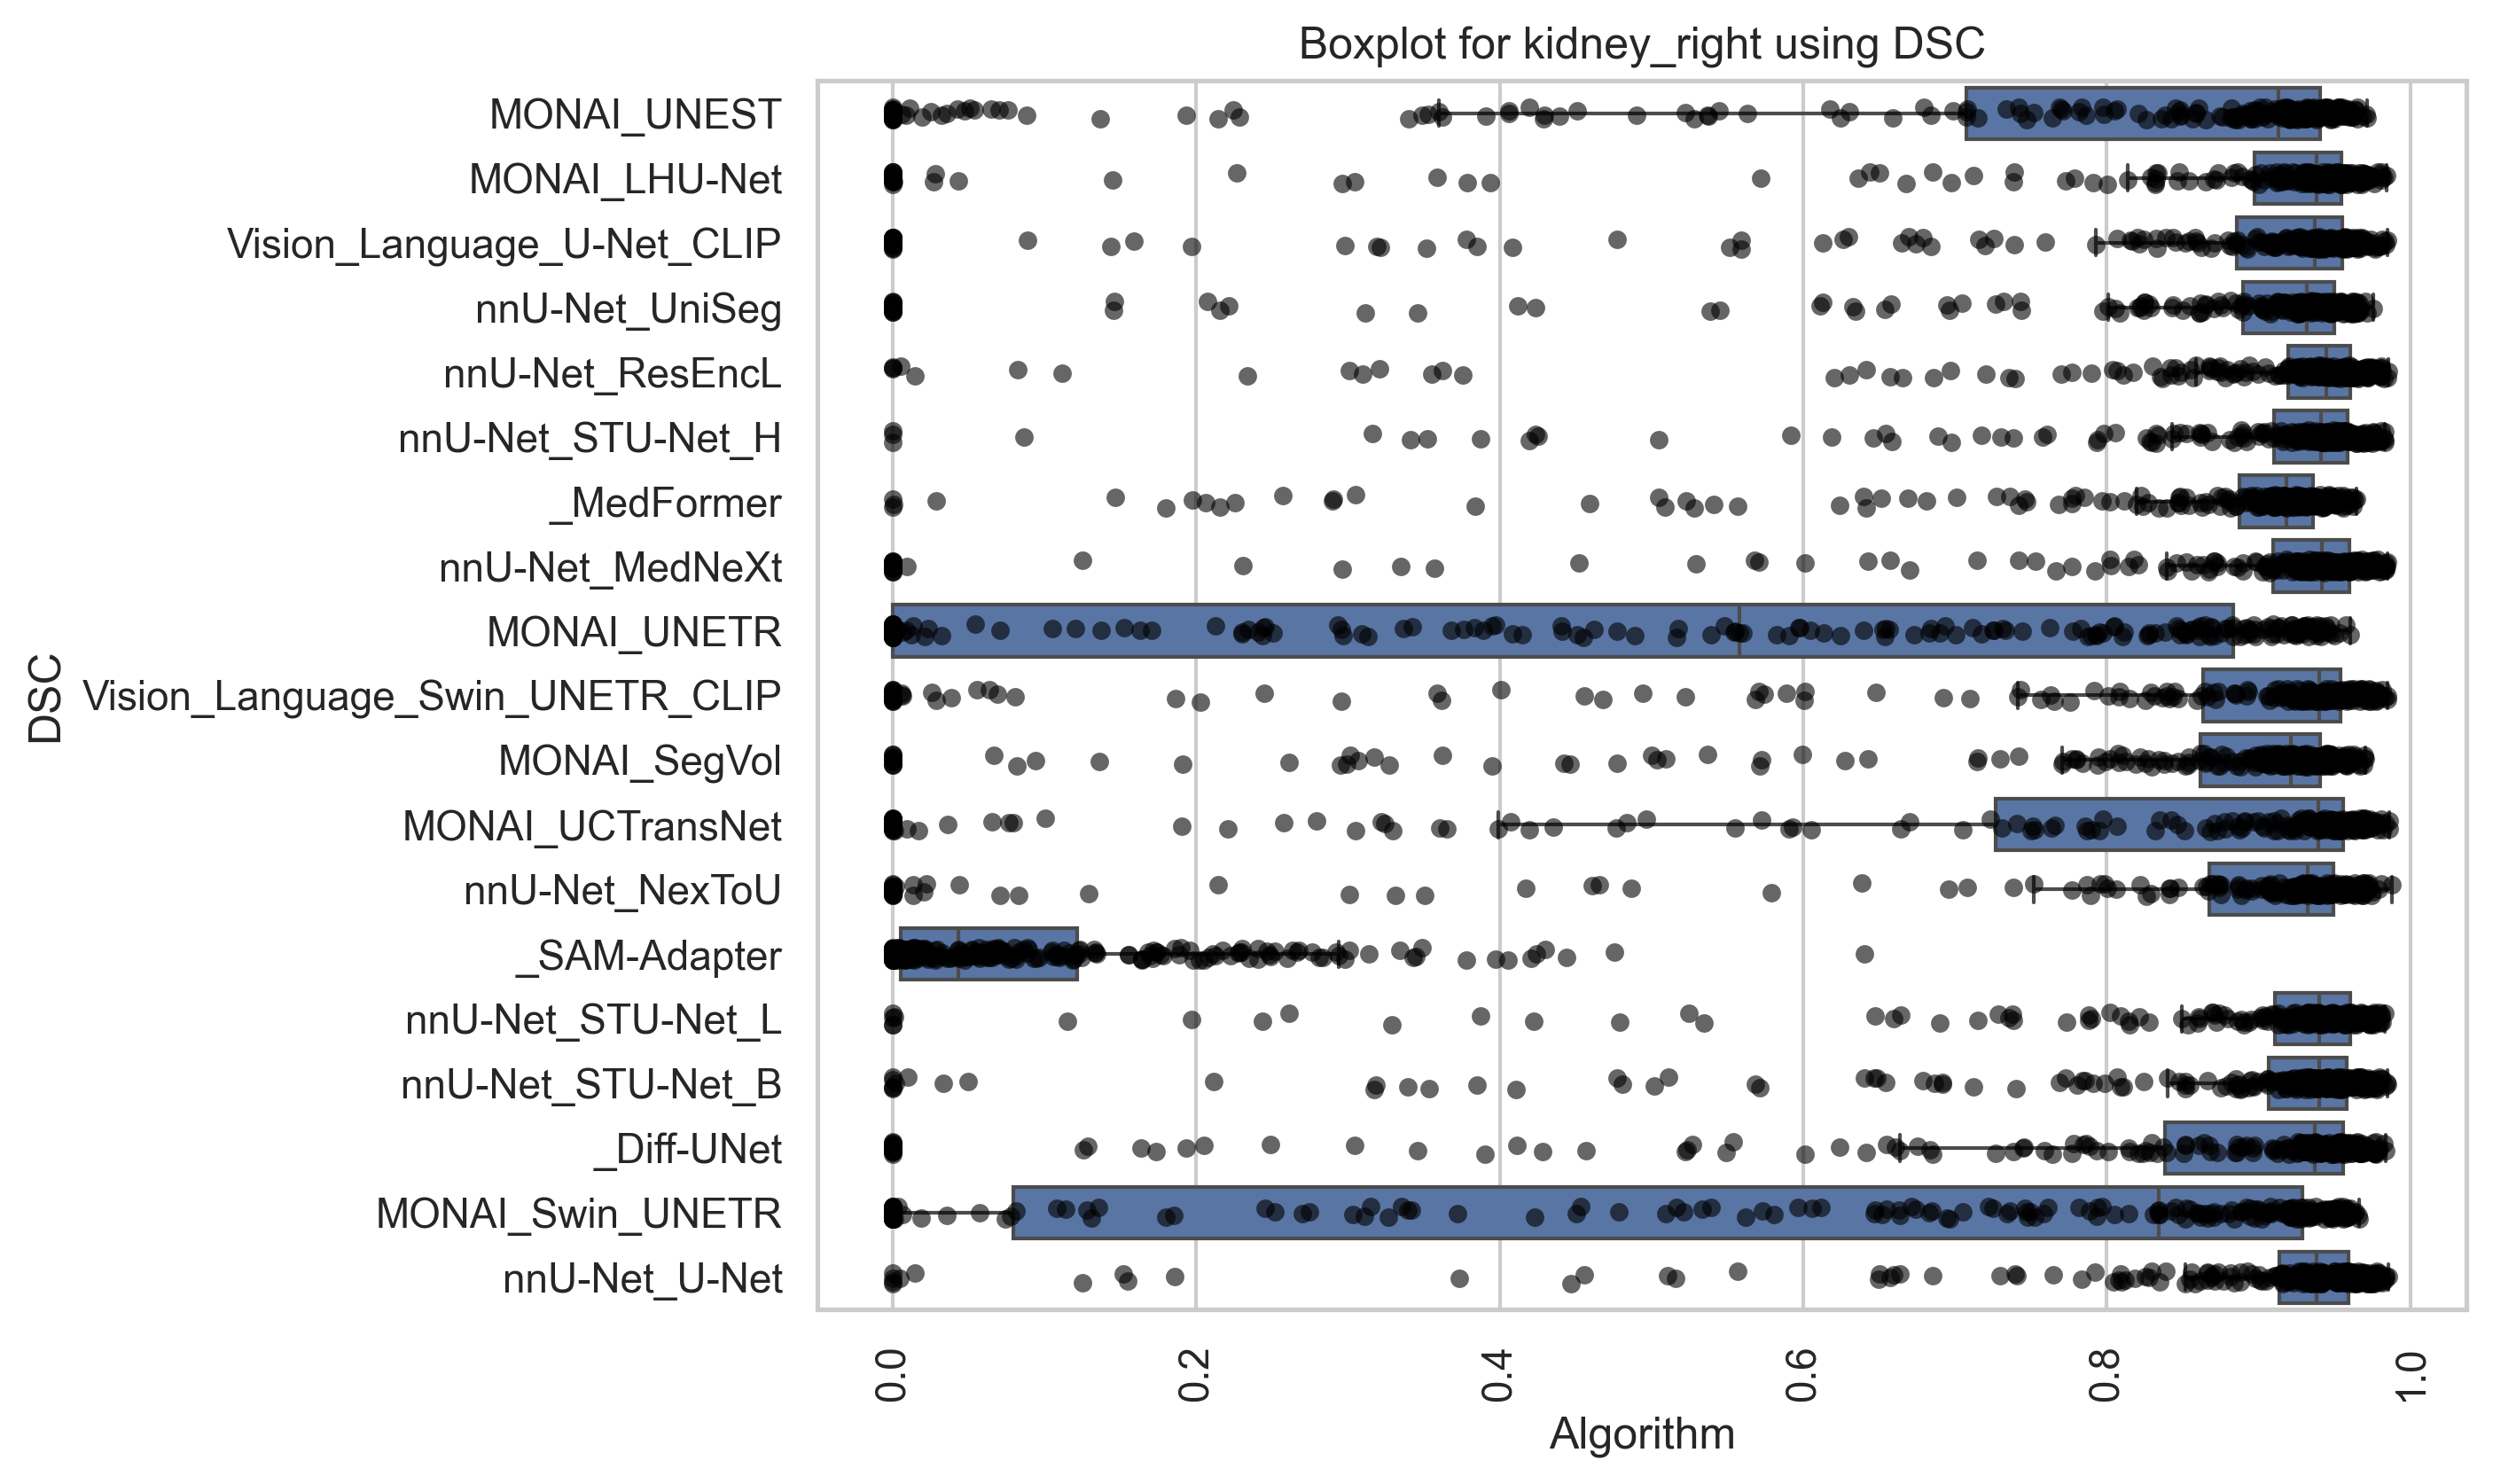 Boxplot for kidney_right using DSC
MONAI_UNEST
MONAI_LHU-Net
Vision_Language_U-Net_CLIP
nnU-Net_UniSeg
nnU-Net_ResEncL
nnU-Net_STU-Net_H
_MedFormer
nnU-Net_MedNeXt
MONAI_UNETR
Vision_Language_Swin_UNETR_CLIP
MONAI_SegVol
MONAI_UCTransNet
nnU-Net_NexToU
_SAM-Adapter
nnU-Net_STU-Net_L
nnU-Net_STU-Net_B
_Diff-UNet
MONAI_Swin_UNETR
nnU-Net_U-Net
DSC
0.0
0.2
0.4
0.6
0.8
1.0
Algorithm